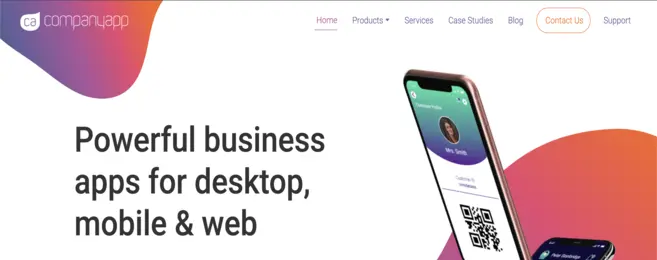 ca companyapp
Home Products Services Case Studies Blog Contact Us Support
Powerful business
apps for desktop,
mobile & web
Mrs. Smith